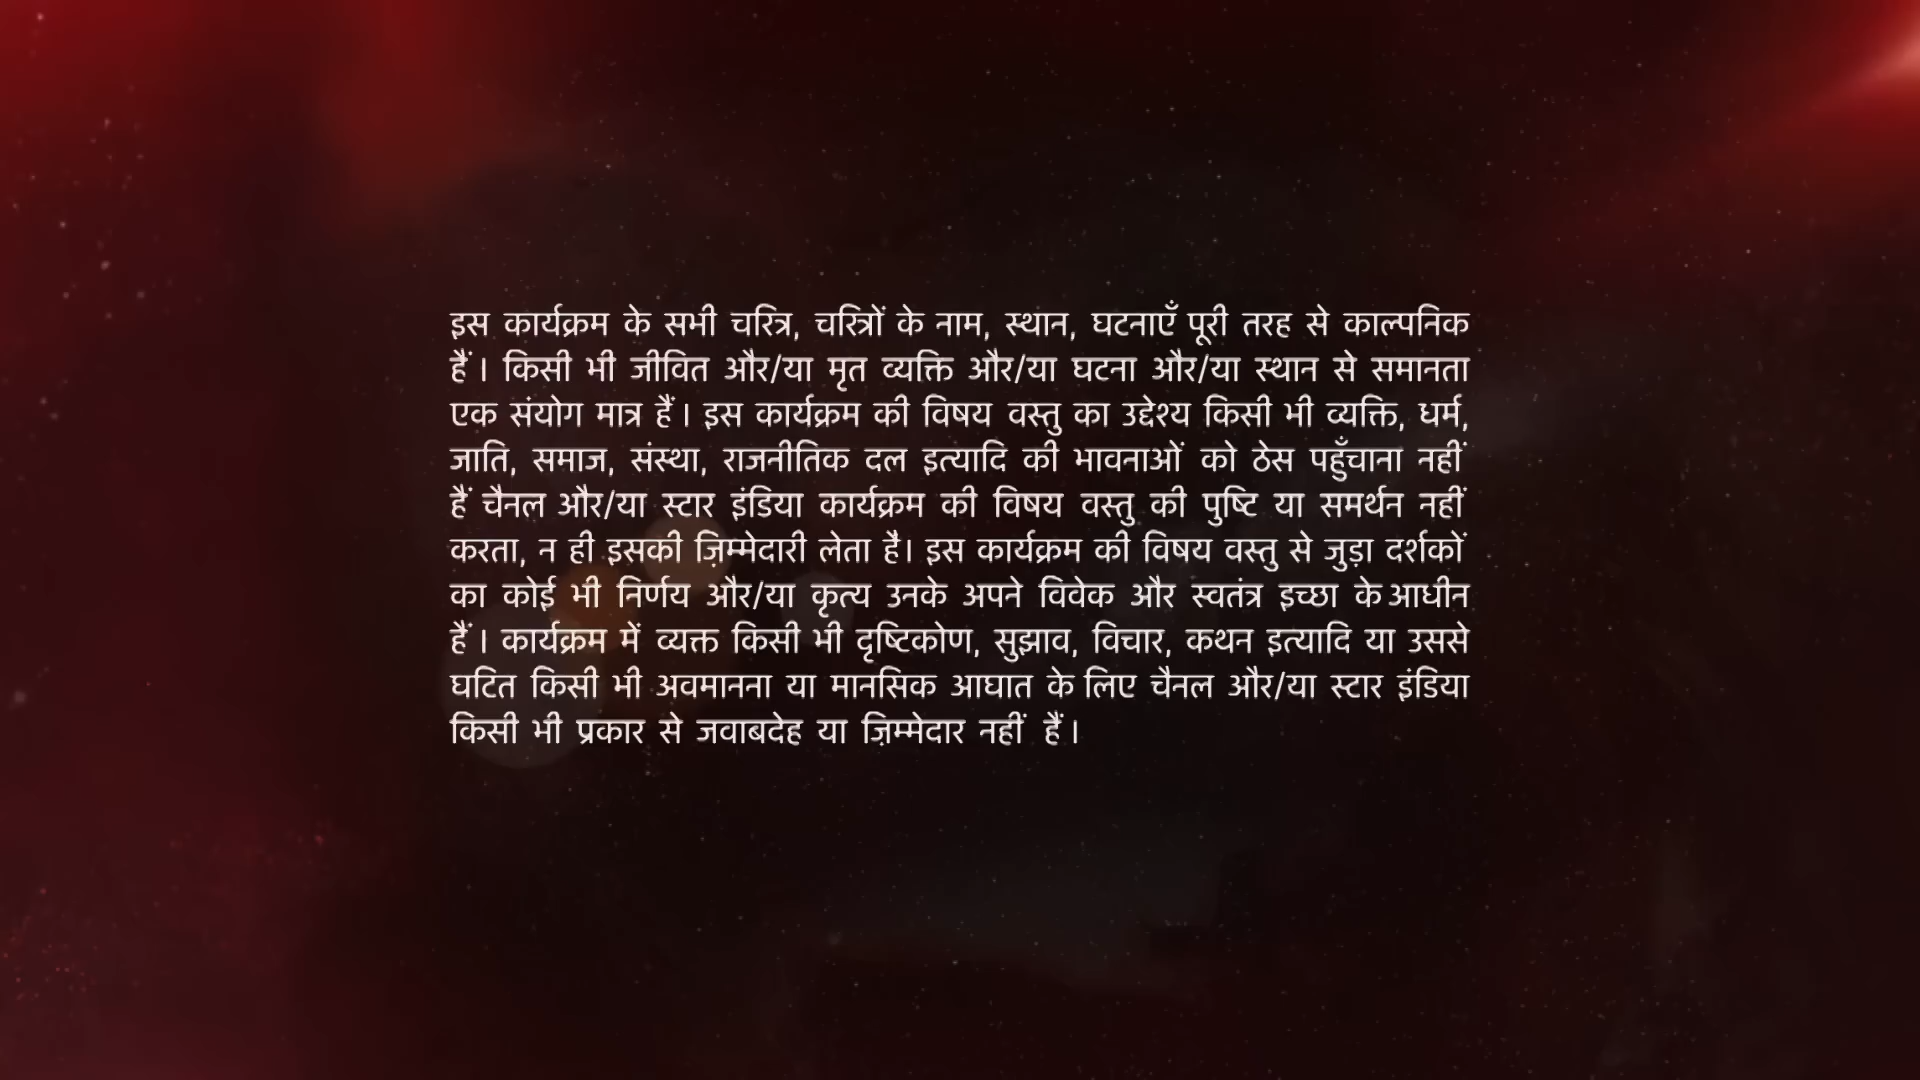 इस कार्यक्रम के सभी चरित्र, चरित्रों के नाम, स्थान, घटनाएँ पूरी तरह से काल्पनिक
हैं। किसी भी जीवित और/या मृत व्यक्ति और/या घटना और/या स्थान से समानता
एक संयोग मात्र हैं। इस कार्यक्रम की विषय वस्तु का उद्देश्य किसी भी व्यक्ति, धर्म,
जाति, समाज, संस्था, राजनीतिक दल इत्यादि की भावनाओं को ठेस पहुँचाना नहीं
हैं चैनल और/या स्टार इंडिया कार्यक्रम की विषय वस्तु की पुष्टि या समर्थन नहीं
करता, न ही इसकी ज़िम्मेदारी लेता है। इस कार्यक्रम की विषय वस्तु से जुड़ा दर्शकों
का कोई भी निर्णय और/या कृत्य उनके अपने विवेक और स्वतंत्र इच्छा के आधीन
हैं। कार्यक्रम में व्यक्त किसी भी दृष्टिकोण, सुझाव, विचार, कथन इत्यादि या उससे
घटित किसी भी अवमानना या मानसिक आघात के लिए चैनल और/या स्टार इंडिया
किसी भी प्रकार से जवाबदेह या ज़िम्मेदार नहीं हैं।